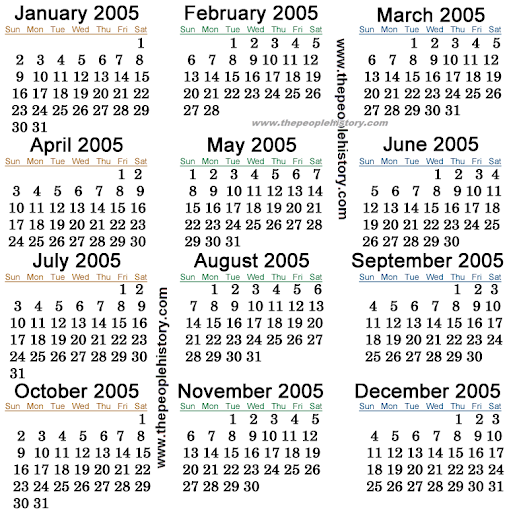 January 2005
Sun Mon Tue Wed Thu Fri Sat
1
2 3 4 5 6 7 8
9 10 11 12 13 14 15
16 17 18 19 20 21 22
23 24 25 26 27 28 29
30 31
February 2005
Sun Mon Tue Wed Thu Fri Sat
1 2 3 4 5
6 7 8 9 10 11 12
13 14 15 16 17 18 19
20 21 22 23 24 25 26
27 28
www.thepeoplehistory.com
March 2005
Sun Mon Tue Wed Thu Fri Sat
1 2 3 4 5
6 7 8 9 10 11 12
13 14 15 16 17 18 19
20 21 22 23 24 25 26
27 28 29 30 31
www.thepeoplehistory.com
April 2005
Sun Mon Tue Wed Thu Fri Sat
1 2
3 4 5 6 7 8 9
10 11 12 13 14 15 16
17 18 19 20 21 22 23
24 25 26 27 28 29 30
May 2005
Sun Mon Tue Wed Thu Fri Sat
1 2 3 4 5 6 7
8 9 10 11 12 13 14
15 16 17 18 19 20 21
22 23 24 25 26 27 28
29 30 31
June 2005
Sun Mon Tue Wed Thu Fri Sat
1 2 3 4
5 6 7 8 9 10 11
12 13 14 15 16 17 18
19 20 21 22 23 24 25
26 27 28 29 30
July 2005
Sun Mon Tue Wed Thu Fri Sat
1 2
3 4 5 6 7 8 9
10 11 12 13 14 15 16
17 18 19 20 21 22 23
24 25 26 27 28 29 30
31
www.thepeoplehistory.com
August 2005
Sun Mon Tue Wed Thu Fri Sat
1 2 3 4 5 6
7 8 9 10 11 12 13
14 15 16 17 18 19 20
21 22 23 24 25 26 27
28 29 30 31
September 2005
Sun Mon Tue Wed Thu Fri Sat
1 2 3
4 5 6 7 8 9 10
11 12 13 14 15 16 17
18 19 20 21 22 23 24
25 26 27 28 29 30
October 2005
Sun Mon Tue Wed Thu Fri Sat
1
2 3 4 5 6 7 8
9 10 11 12 13 14 15
16 17 18 19 20 21 22
23 24 25 26 27 28 29
30 31
November 2005
Sun Mon Tue Wed Thu Fri Sat
1 2 3 4 5
6 7 8 9 10 11 12
13 14 15 16 17 18 19
20 21 22 23 24 25 26
27 28 29 30
December 2005
Sun Mon Tue Wed Thu Fri Sat
1 2 3
4 5 6 7 8 9 10
11 12 13 14 15 16 17
18 19 20 21 22 23 24
25 26 27 28 29 30 31